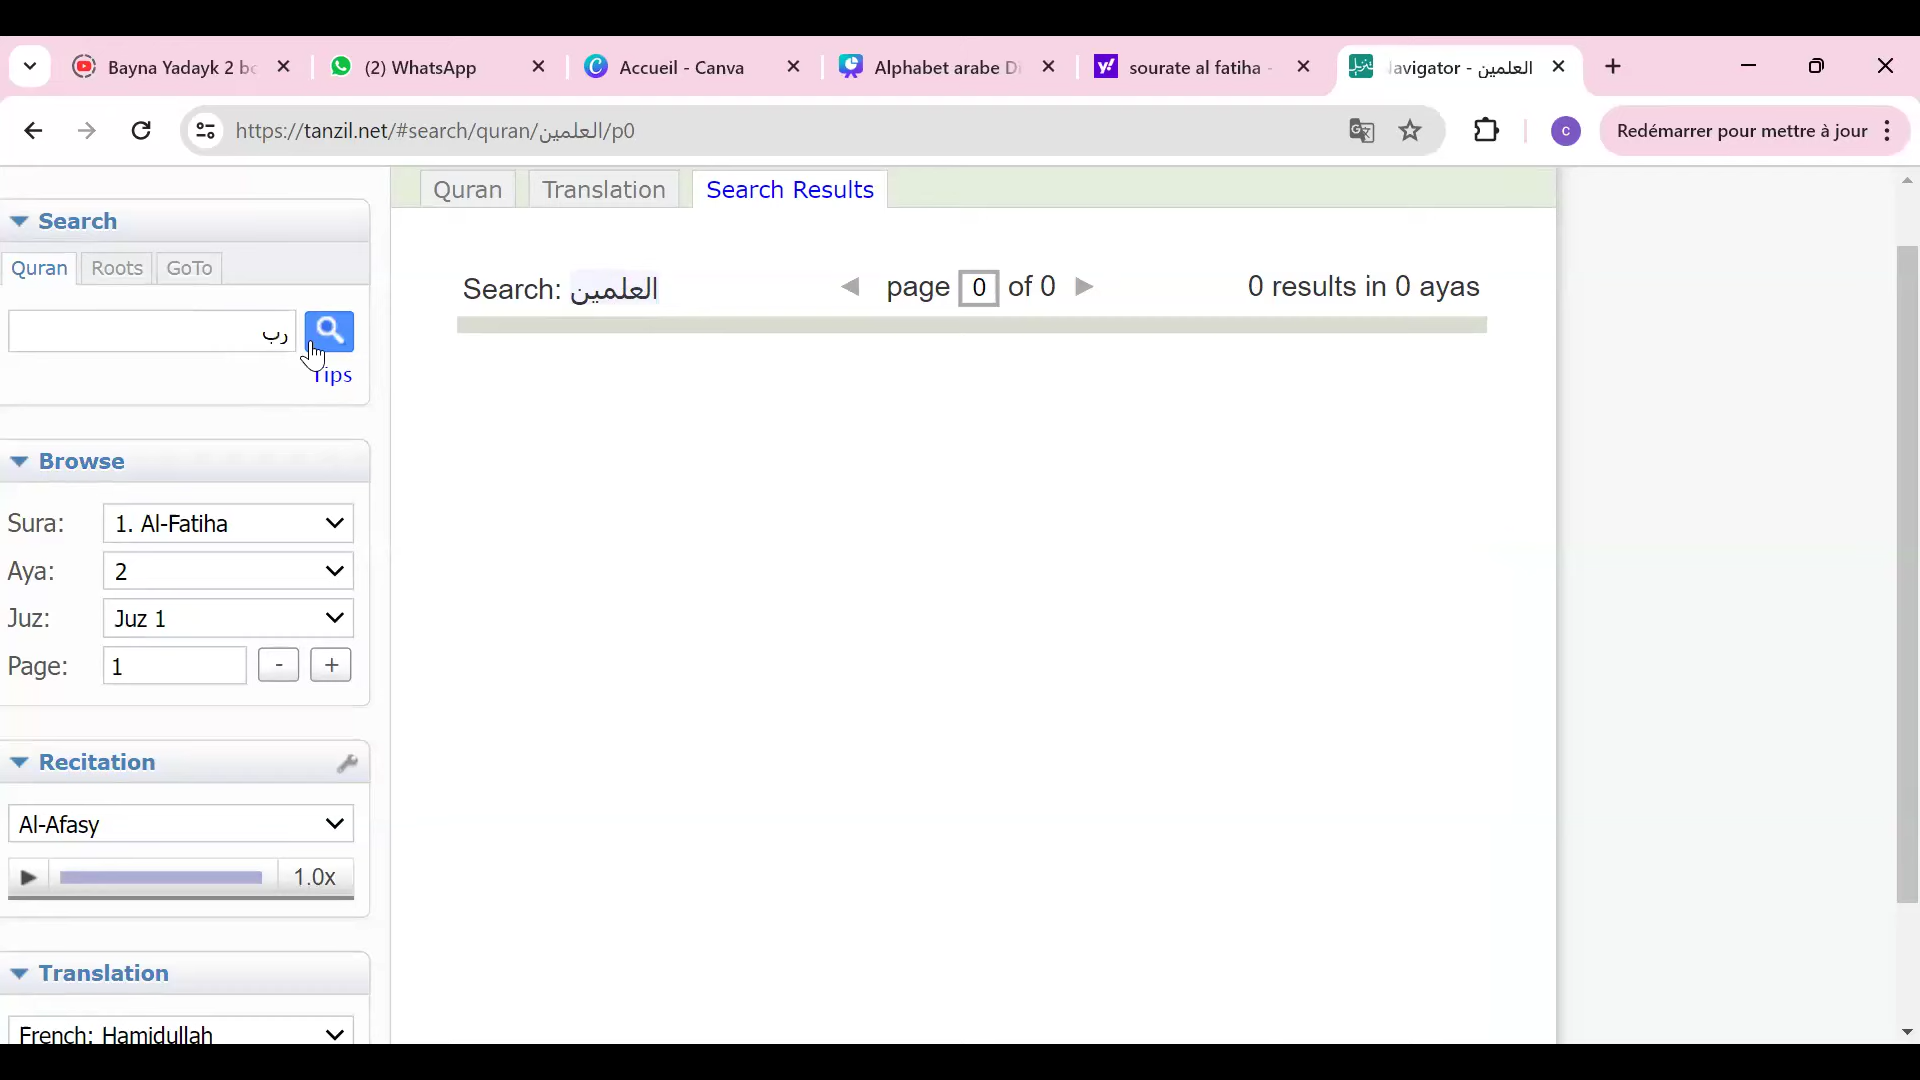 Bayna Yadayk 2 bo
(2) WhatsApp
Accueil - Canva
Alphabet arabe Di
sourate al fatiha -
Navigator - العلمين
https://tanzil.net/#search/quran/العلمين/p0
c
Redémarrer pour mettre à jour
Quran
Translation
Search Results
Search
Quran
Roots
GoTo
رب
Tips
Search: العلمين
page 0 of 0
0 results in 0 ayas
Browse
Sura:
1. Al-Fatiha
Aya:
2
Juz:
Juz 1
Page:
1
-
+
Recitation
Al-Afasy
1.0x
Translation
French: Hamidullah